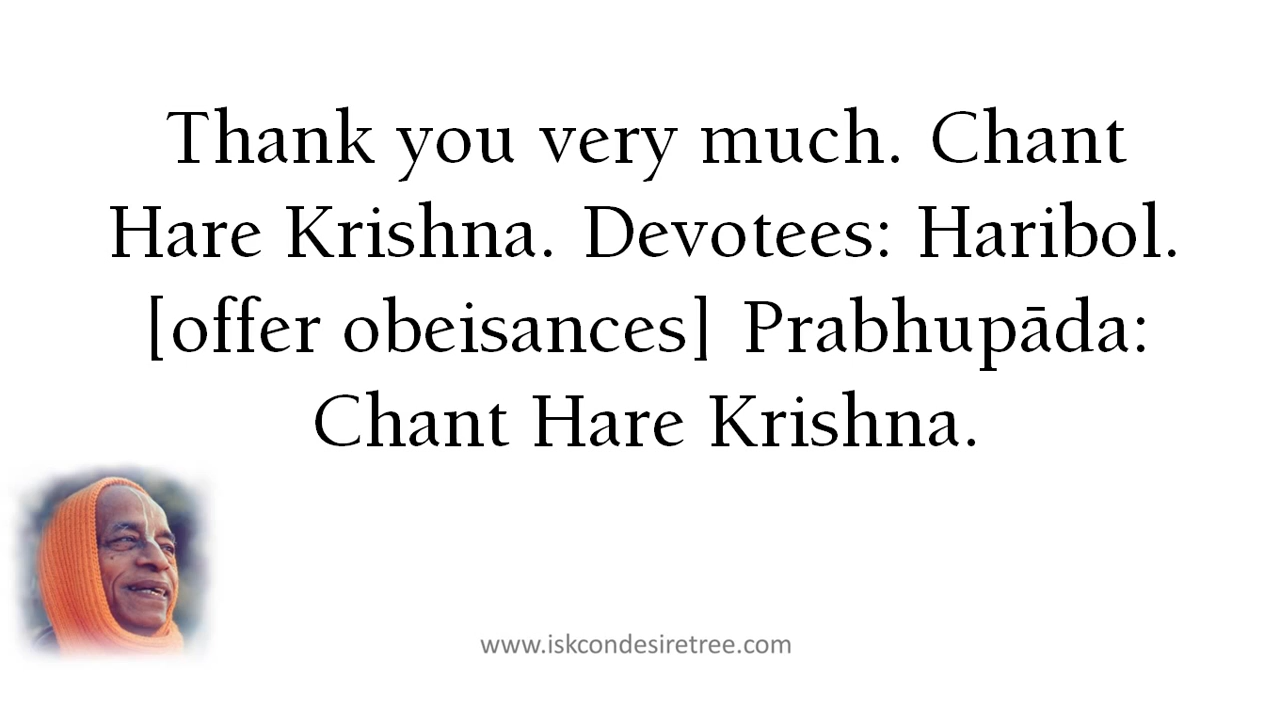 Thank you very much. Chant
Hare Krishna. Devotees: Haribol.
[offer obeisances] Prabhupāda:
Chant Hare Krishna.
www.iskcondesiretree.com